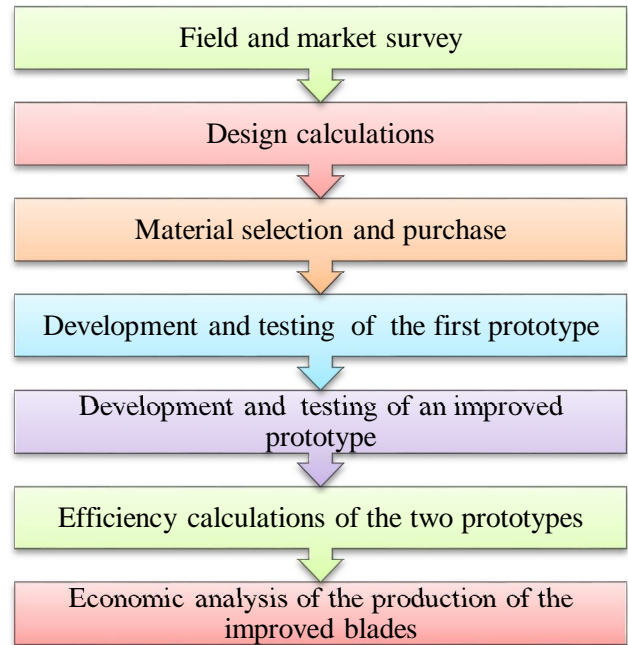 Field and market survey
Design calculations
Material selection and purchase
Development and testing of the first prototype
Development and testing of an improved
prototype
Efficiency calculations of the two prototypes
Economic analysis of the production of the
improved blades